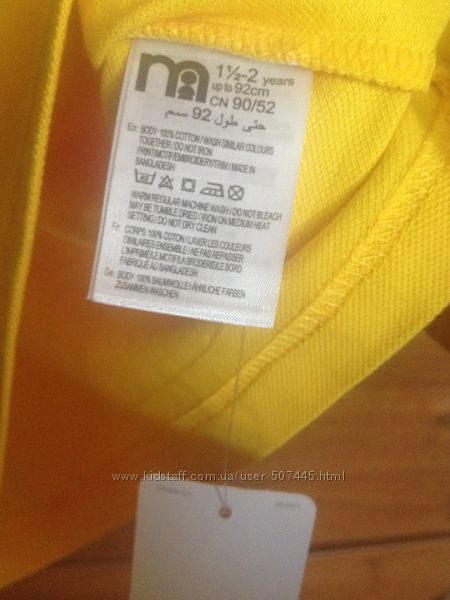 m
1½-2 years
up to 92cm
CN 90/52
حتى طول 92 سم
En: BODY 100% COTTON / WASH SIMILAR COLOURS
TOGETHER / DO NOT IRON
PRINT/MOTIF/EMBROIDERY/TRIM / MADE IN
BANGLADESH
40
WARM REGULAR MACHINE WASH / DO NOT BLEACH
MAY BE TUMBLE DRIED / IRON ON MEDIUM HEAT
SETTING / DO NOT DRY CLEAN
Fr: CORPS:100% COTON / LAVER LES COULEURS
SIMILAIRES ENSEMBLE / NE PAS REPASSER
L'IMPRIMÉ/LE MOTIF/LA BRODERIE/LE BORD
FABRIQUÉ AU BANGLADESH
De: BODY 100% BAUMWOLLE / ÄHNLICHE FARBEN
ZUSAMMEN WASCHEN
www.kidstaff.com.ua/user-507445.html